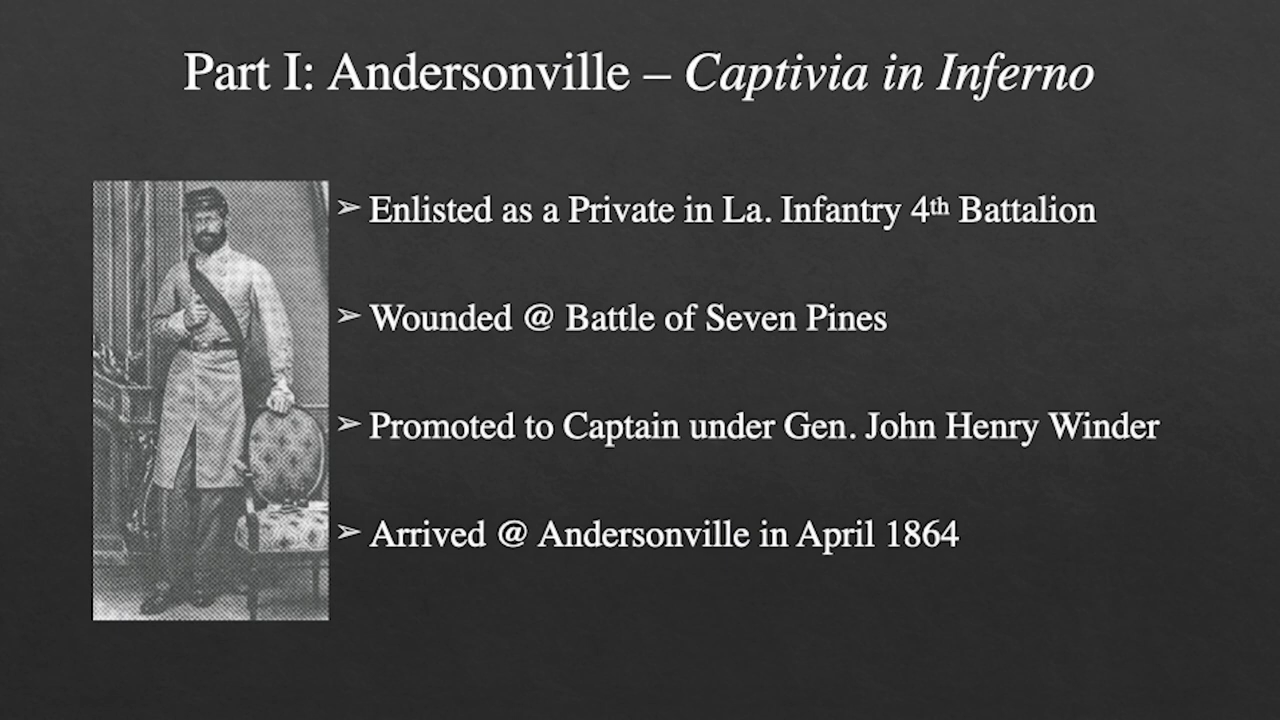 Part I: Andersonville – Captivia in Inferno
➢ Enlisted as a Private in La. Infantry 4th Battalion
➢ Wounded @ Battle of Seven Pines
➢ Promoted to Captain under Gen. John Henry Winder
➢ Arrived @ Andersonville in April 1864